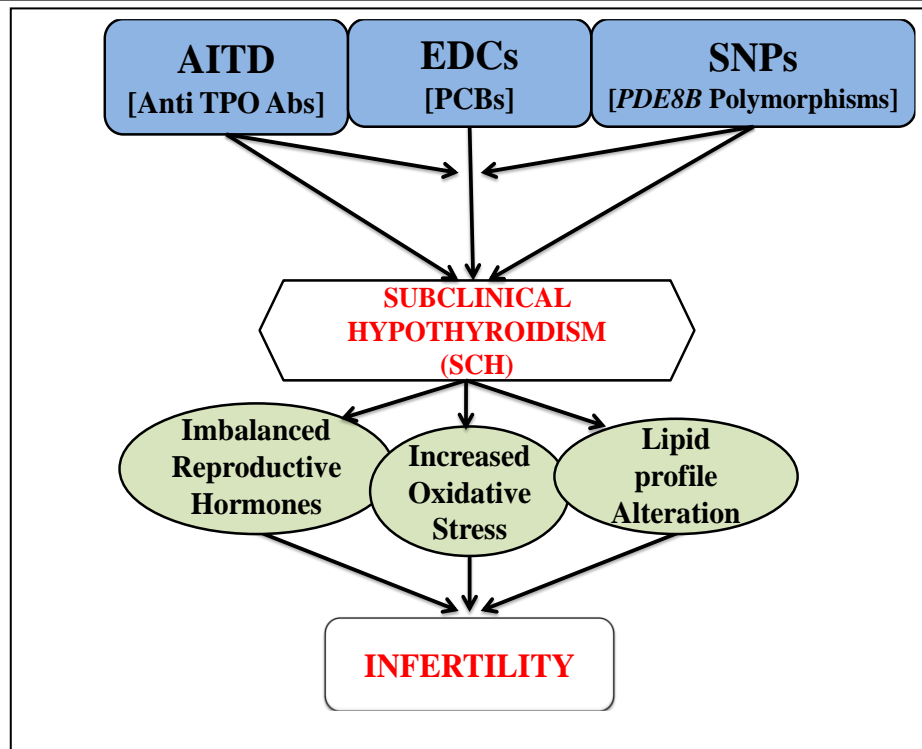 AITD
[Anti TPO Abs]
EDCs
[PCBs]
SNPs
[PDE8B Polymorphisms]
SUBCLINICAL
HYPOTHYROIDISM
(SCH)
Imbalanced
Reproductive
Hormones
Increased
Oxidative
Stress
Lipid
profile
Alteration
INFERTILITY